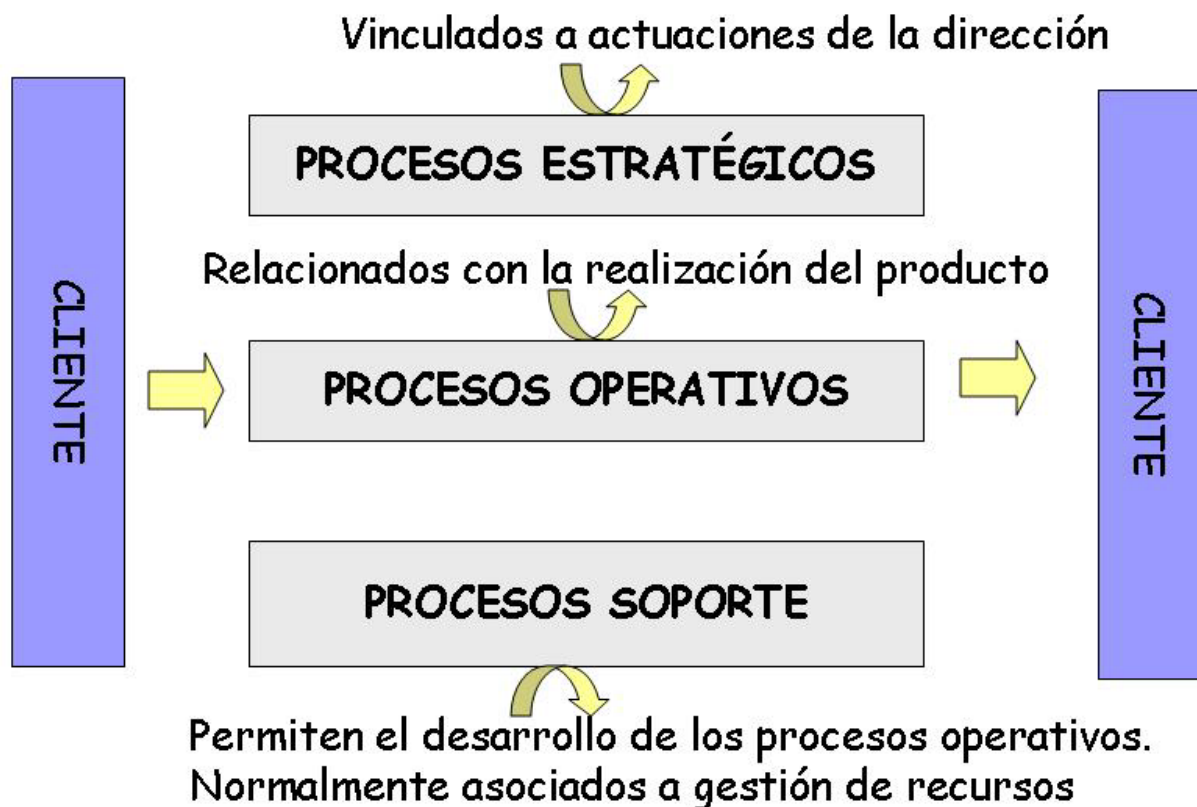 Vinculados a actuaciones de la dirección
PROCESOS ESTRATÉGICOS
Relacionados con la realización del producto
CLIENTE
PROCESOS OPERATIVOS
CLIENTE
PROCESOS SOPORTE
Permiten el desarrollo de los procesos operativos.
Normalmente asociados a gestión de recursos